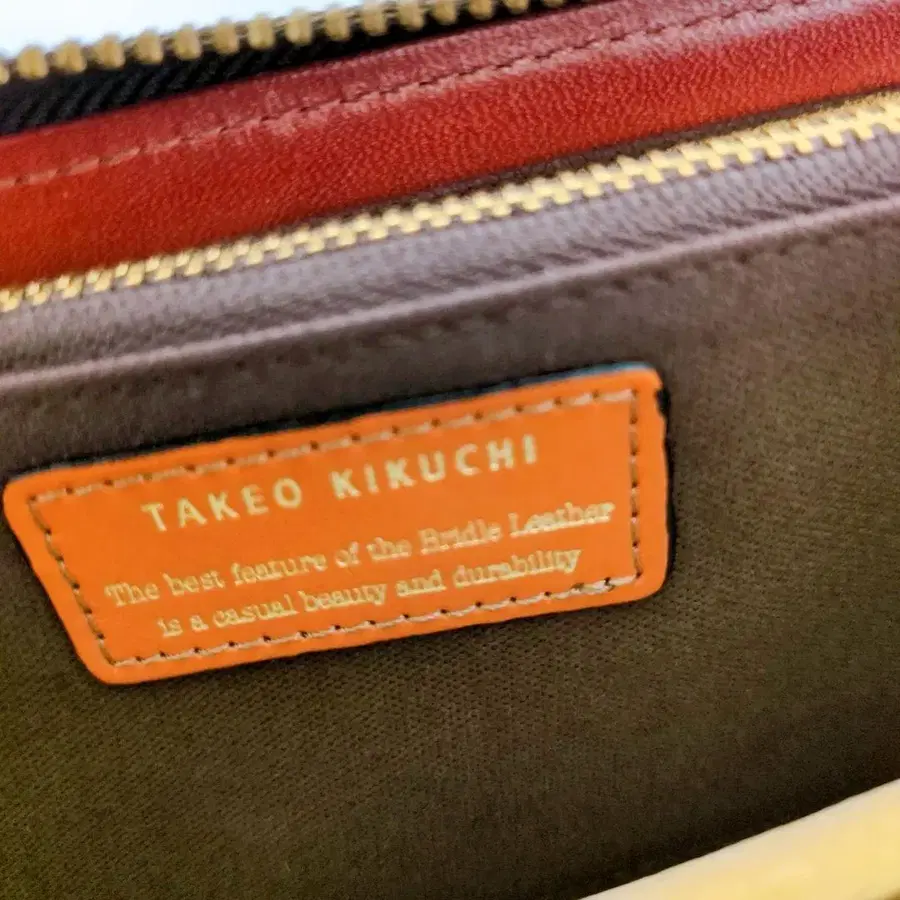 TAKEO KIKUCHI
The best feature of the Bridle Leather
is a casual beauty and durability